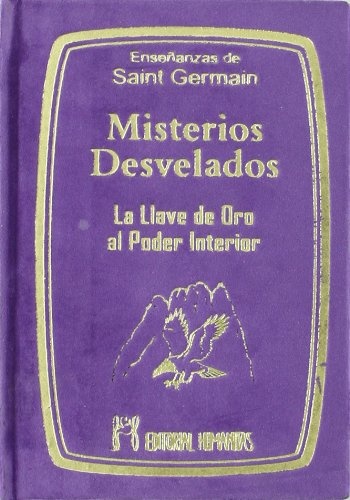 Enseñanzas de
Saint Germain
Misterios
Desvelados
La Llave de Oro
al Poder Interior
EDITORIAL HUMANITAS